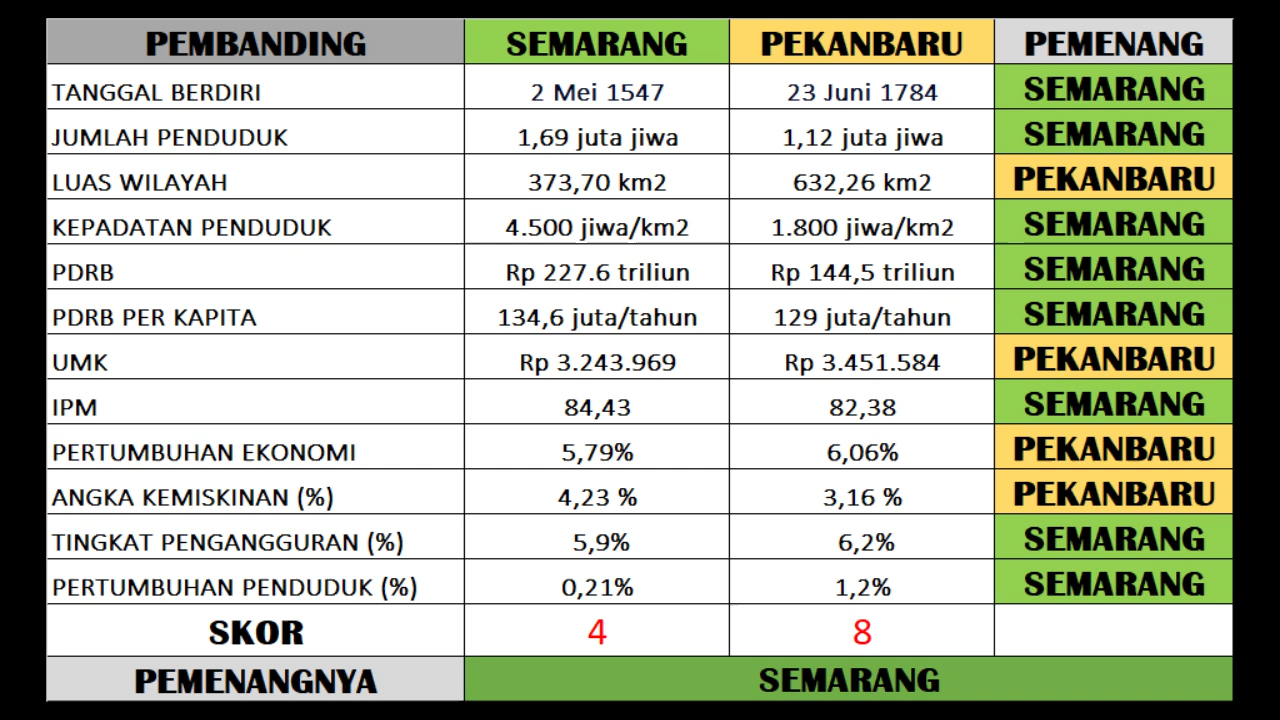 PEMBANDING SEMARANG PEKANBARU PEMENANG
TANGGAL BERDIRI 2 Mei 1547 23 Juni 1784 SEMARANG
JUMLAH PENDUDUK 1,69 juta jiwa 1,12 juta jiwa SEMARANG
LUAS WILAYAH 373,70 km2 632,26 km2 PEKANBARU
KEPADATAN PENDUDUK 4.500 jiwa/km2 1.800 jiwa/km2 SEMARANG
PDRB Rp 227.6 triliun Rp 144,5 triliun SEMARANG
PDRB PER KAPITA 134,6 juta/tahun 129 juta/tahun SEMARANG
UMK Rp 3.243.969 Rp 3.451.584 PEKANBARU
IPM 84,43 82,38 SEMARANG
PERTUMBUHAN EKONOMI 5,79% 6,06% PEKANBARU
ANGKA KEMISKINAN (%) 4,23 % 3,16 % PEKANBARU
TINGKAT PENGANGGURAN (%) 5,9% 6,2% SEMARANG
PERTUMBUHAN PENDUDUK (%) 0,21% 1,2% SEMARANG
SKOR 4 8
PEMENANGNYA SEMARANG